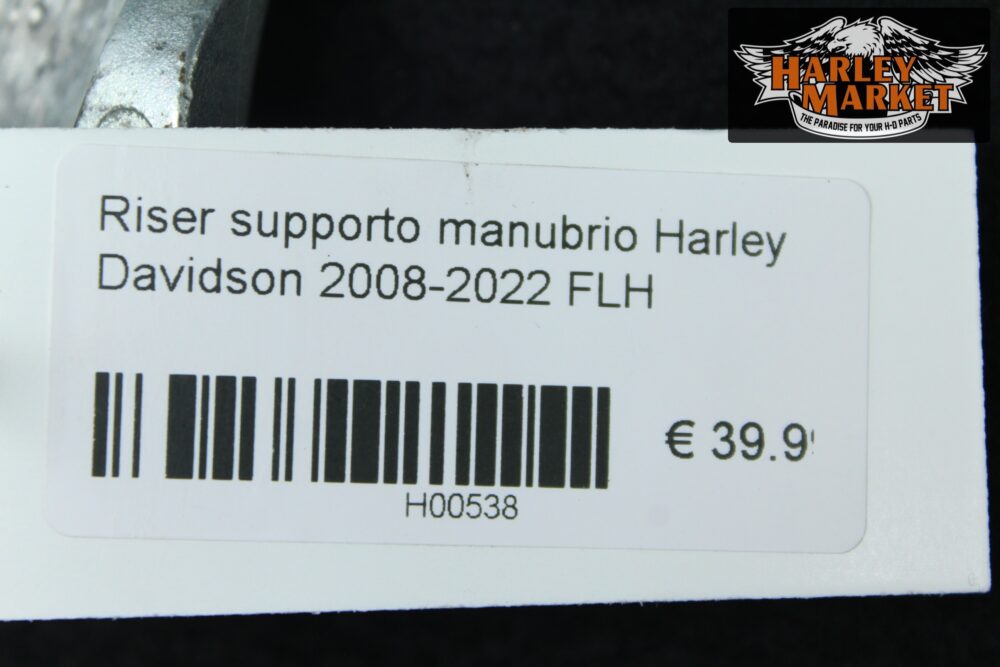 HARLEY
MARKET
THE PARADISE FOR YOUR H-D PARTS
Riser supporto manubrio Harley
Davidson 2008-2022 FLH
€ 39.9
H00538